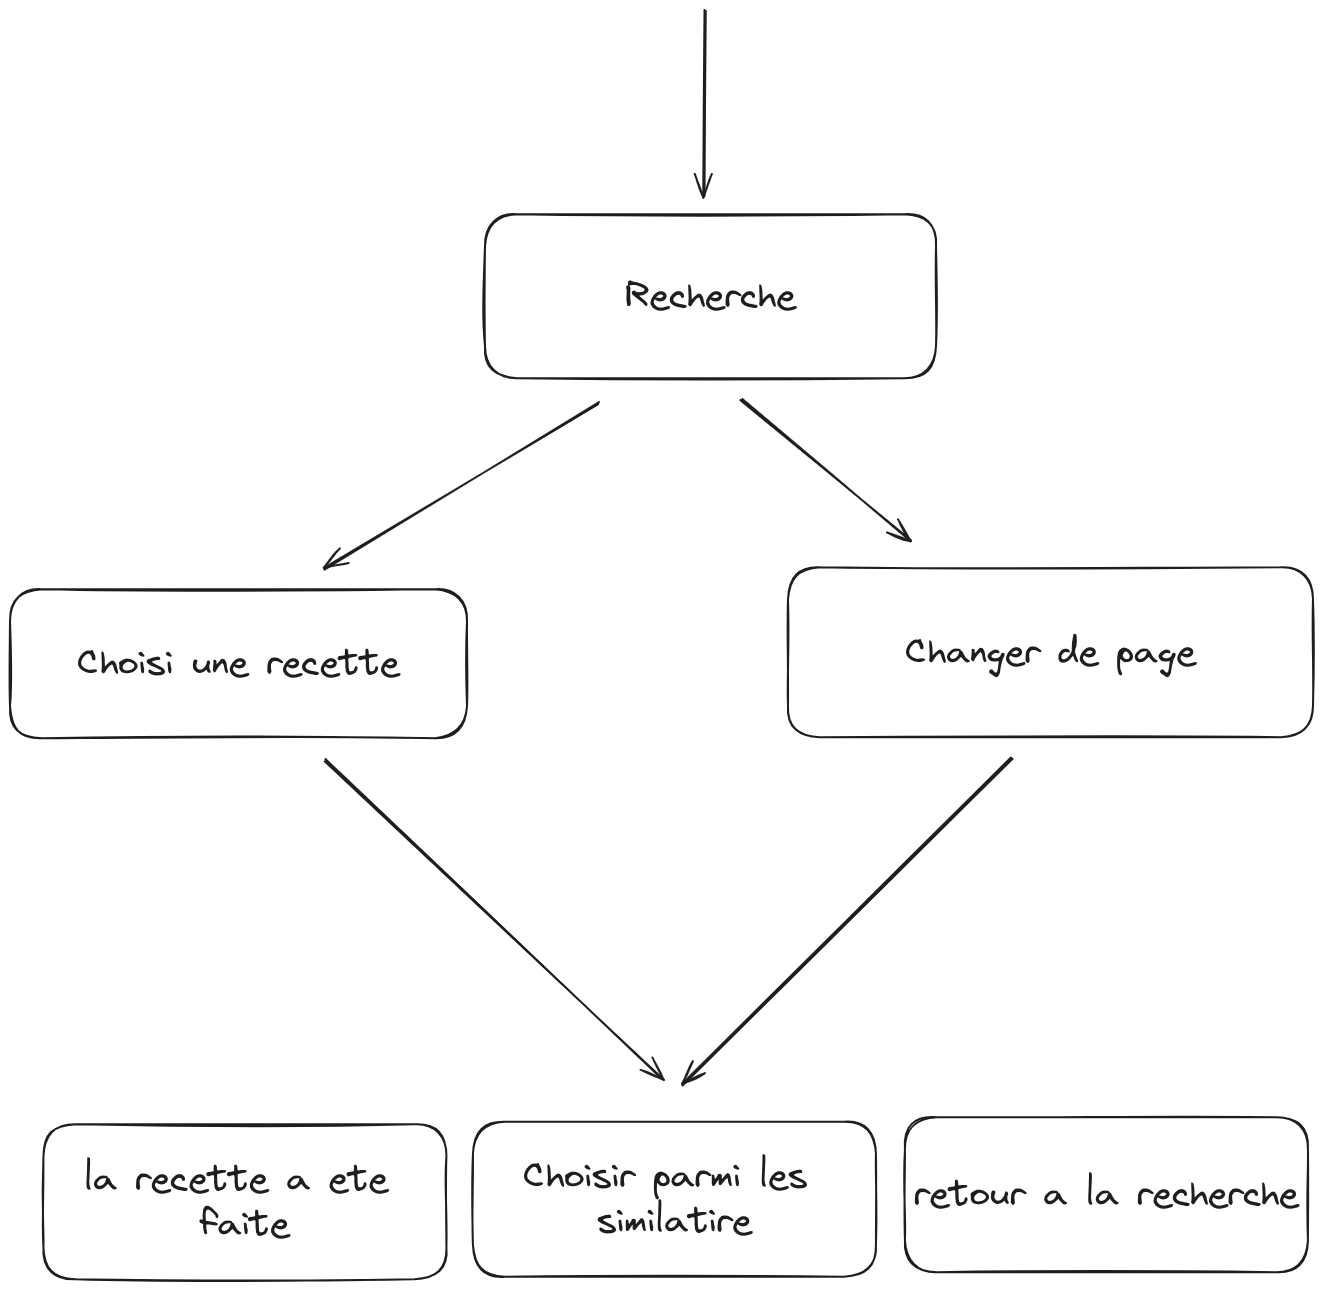 Recherche
Choisi une recette
Changer de page
la recette a ete
faite
Choisir parmi les
similatire
retour a la recherche